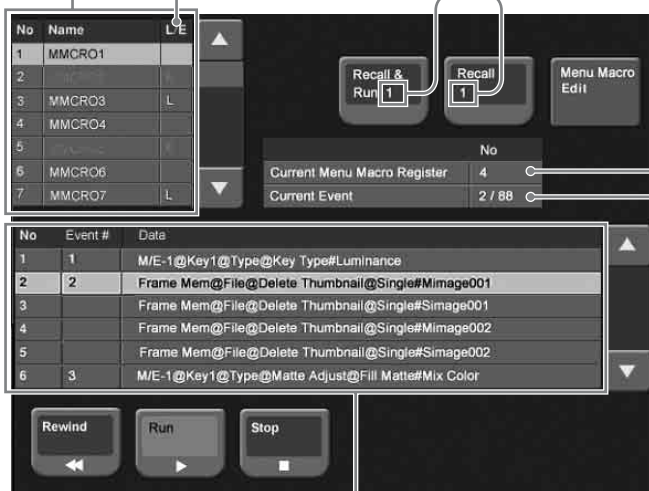 No Name L/E
1 MMCRO1
2
3 MMCRO3 L
4 MMCRO4
5
6 MMCRO6
7 MMCRO7 L
Recall & Run 1
Recall 1
Menu Macro Edit
No
Current Menu Macro Register 4
Current Event 2 / 88
No Event # Data
1 1 M/E-1@Key1@Type@Key Type#Luminance
2 2 Frame Mem@File@Delete Thumbnail@Single#Mimage001
3 Frame Mem@File@Delete Thumbnail@Single#Simage001
4 Frame Mem@File@Delete Thumbnail@Single#Mimage002
5 Frame Mem@File@Delete Thumbnail@Single#Simage002
6 3 M/E-1@Key1@Type@Matte Adjust@Fill Matte#Mix Color
Rewind
Run
Stop